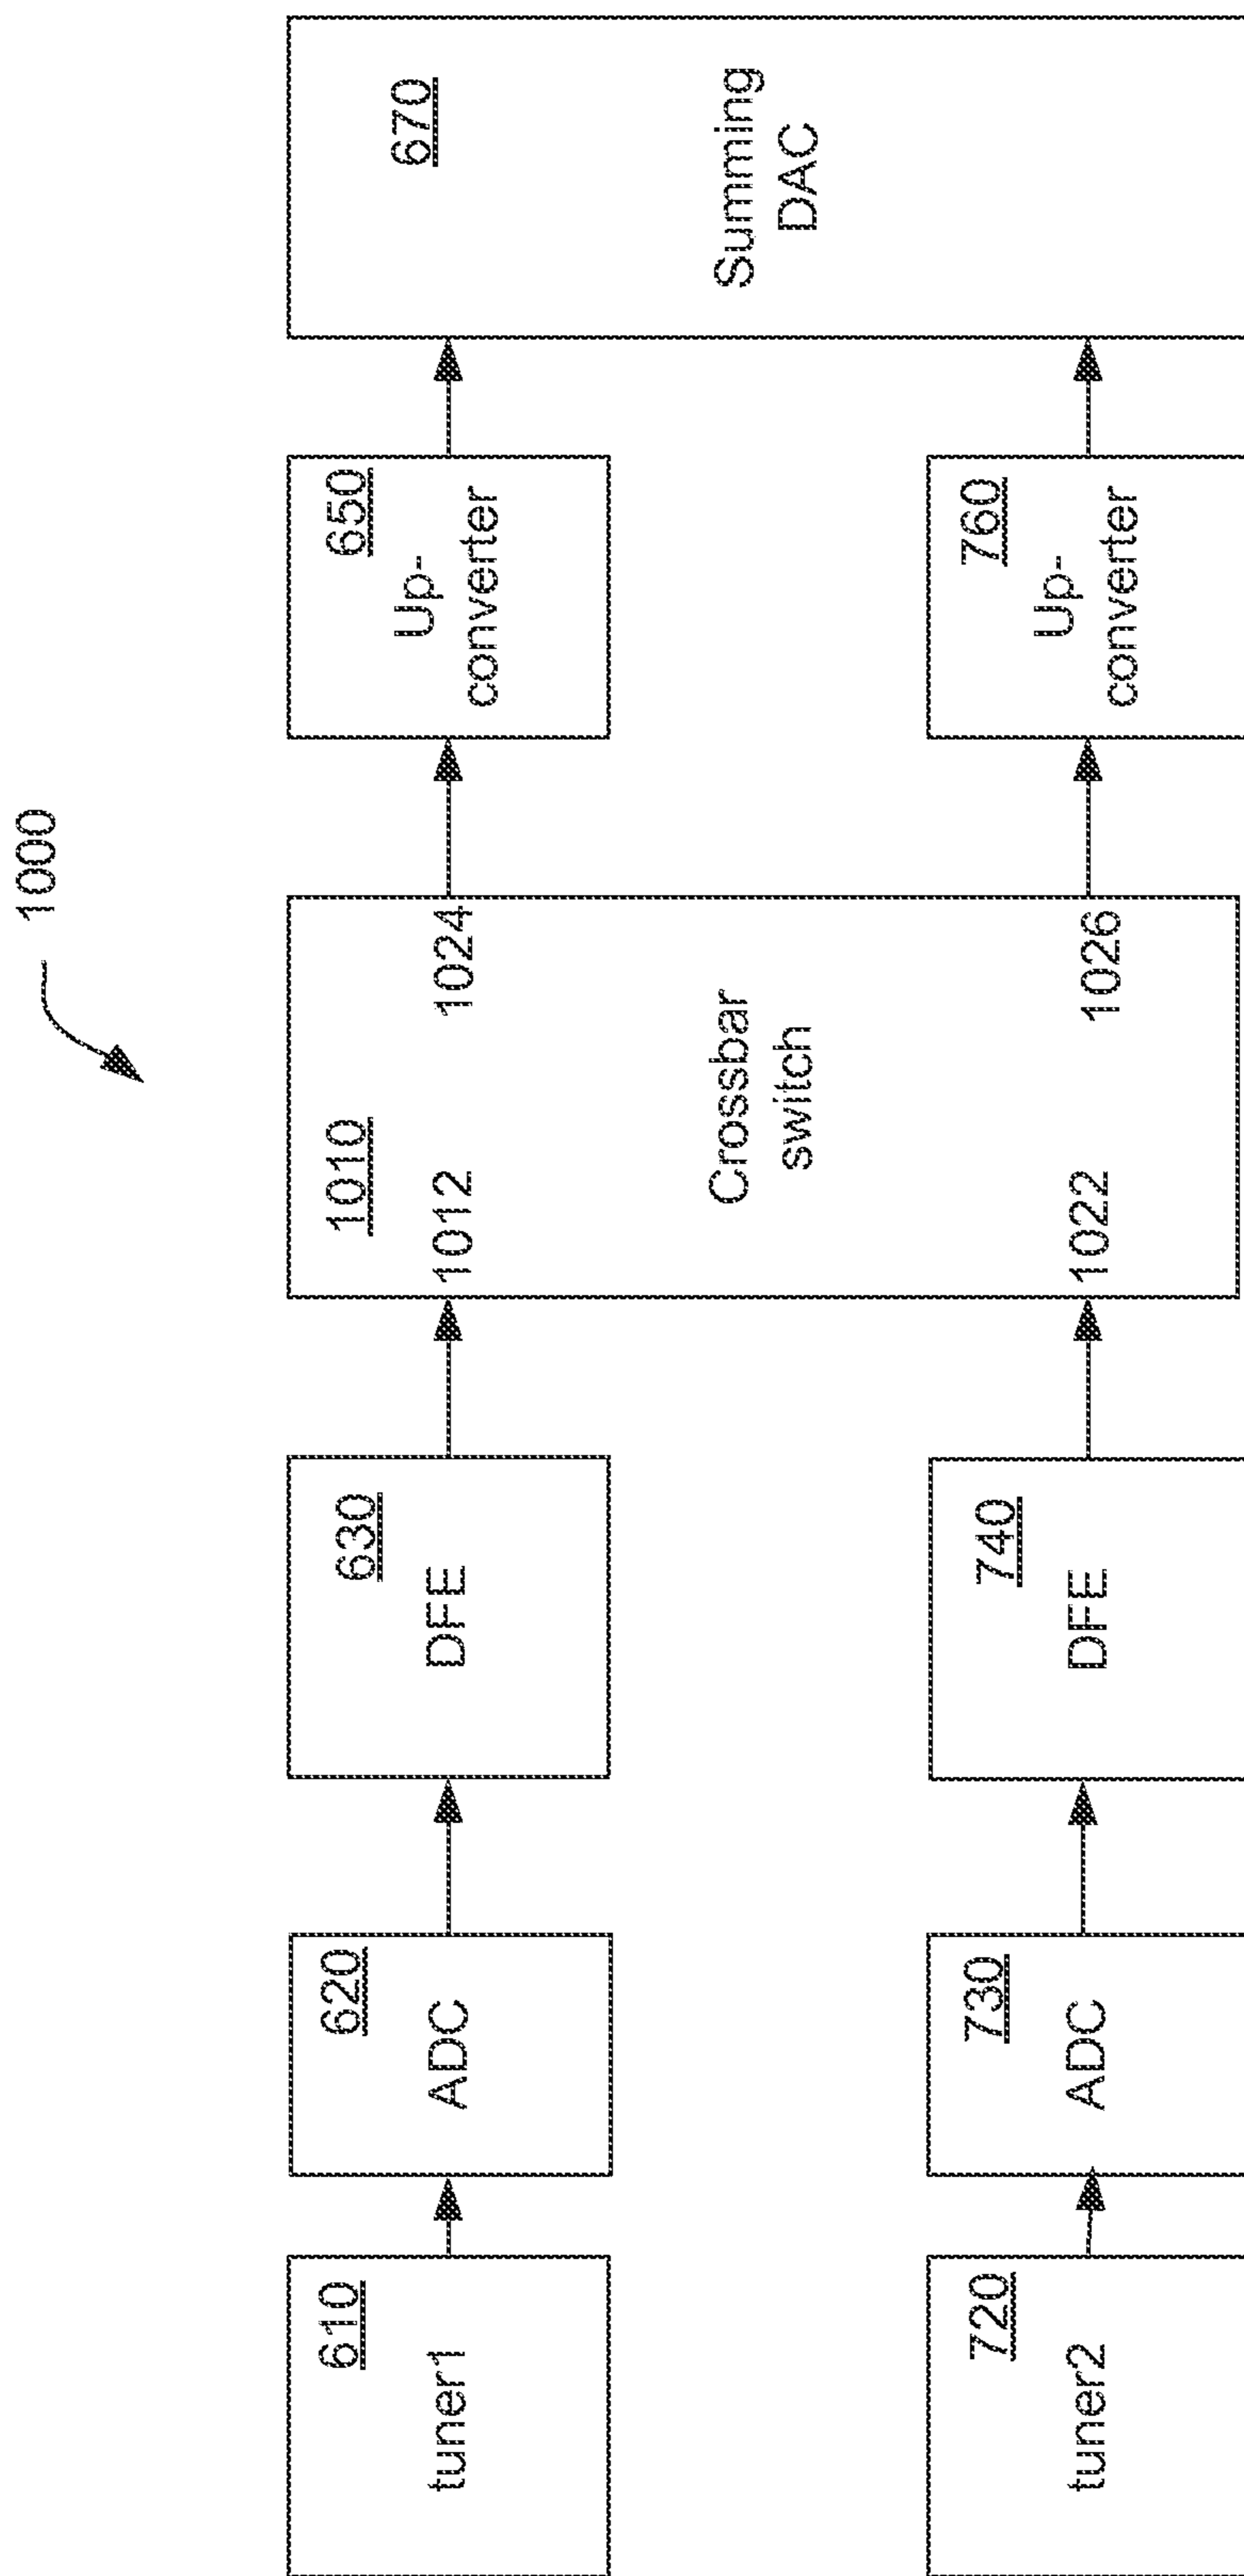 1000
610
tuner1
620
ADC
630
DFE
1010
1012
1024
Crossbar
switch
1022
1026
650
Up-
converter
670
Summing
DAC
720
tuner2
730
ADC
740
DFE
760
Up-
converter